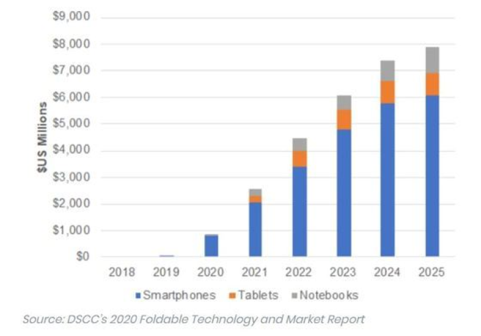 $9,000
$8,000
$7,000
$6,000
$5,000
$4,000
$3,000
$2,000
$1,000
$0
$US Millions
2018 2019 2020 2021 2022 2023 2024 2025
Smartphones Tablets Notebooks
Source: DSCC's 2020 Foldable Technology and Market Report